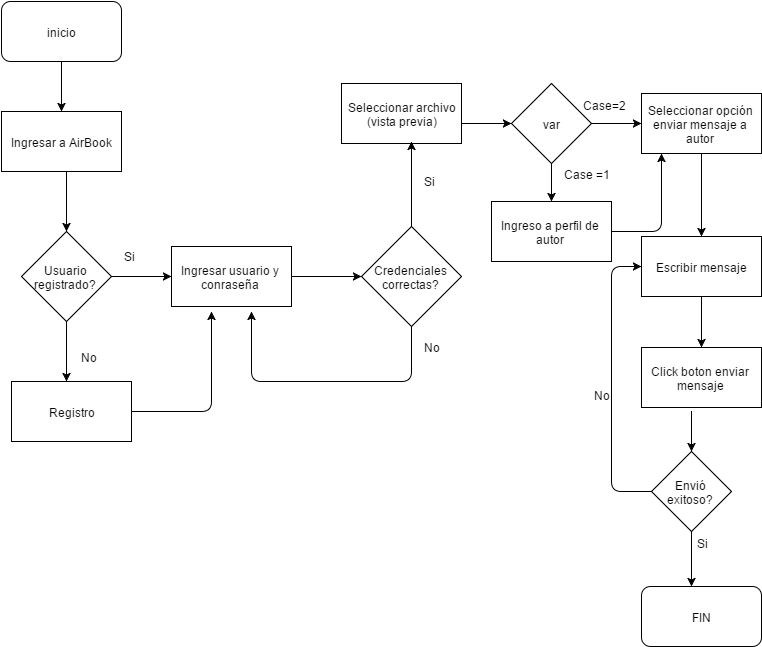 inicio
Ingresar a AirBook
Usuario
registrado?
Si
No
Registro
Ingresar usuario y
conraseña
Credenciales
correctas?
No
Si
Seleccionar archivo
(vista previa)
var
Case=2
Case =1
Ingreso a perfil de
autor
Seleccionar opción
enviar mensaje a
autor
Escribir mensaje
Click boton enviar
mensaje
Envió
exitoso?
No
Si
FIN